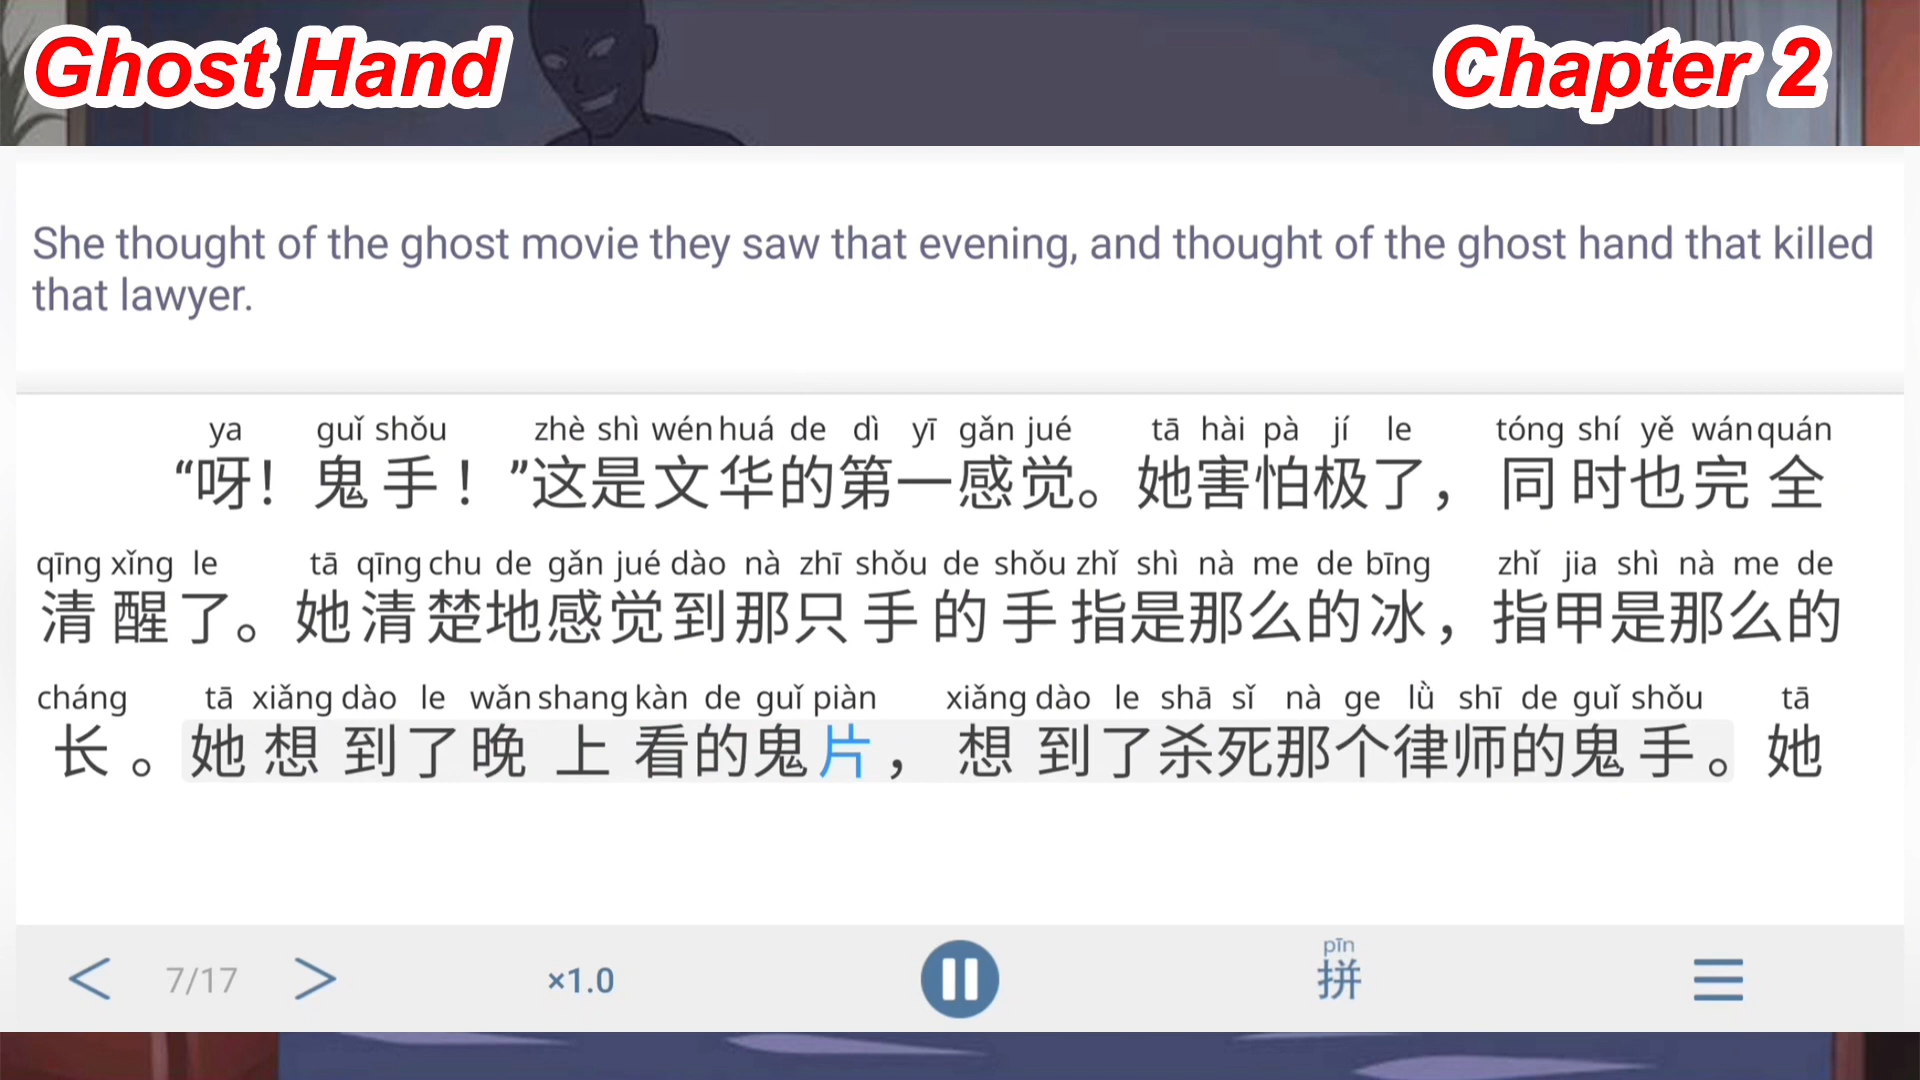 Ghost Hand
Chapter 2
She thought of the ghost movie they saw that evening, and thought of the ghost hand that killed
that lawyer.
ya guǐ shǒu zhè shì wén huá de dì yī gǎn jué tā hài pà jí le tóng shí yě wán quán
“呀！鬼手！”这是文华的第一感觉。她害怕极了，同时也完全
qīng xǐng le tā qīng chu de gǎn jué dào nà zhī shǒu de shǒu zhǐ shì nà me de bīng zhǐ jia shì nà me de
清醒了。她清楚地感觉到那只手的手指是那么的冰，指甲是那么的
cháng tā xiǎng dào le wǎn shang kàn de guǐ piàn xiǎng dào le shā sǐ nà ge lǜ shī de guǐ shǒu tā
长。她想到了晚上看的鬼片，想到了杀死那个律师的鬼手。她
< 7/17 > ×1.0 pīn
拼